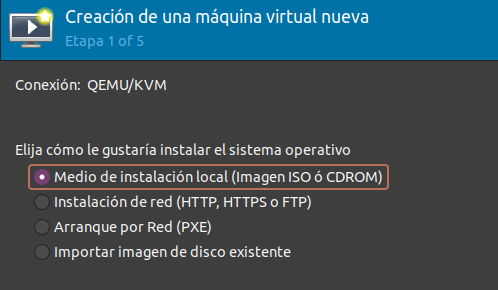 Creación de una máquina virtual nueva
Etapa 1 of 5
Conexión: QEMU/KVM
Elija cómo le gustaría instalar el sistema operativo
Medio de instalación local (Imagen ISO ó CDROM)
Instalación de red (HTTP, HTTPS o FTP)
Arranque por Red (PXE)
Importar imagen de disco existente